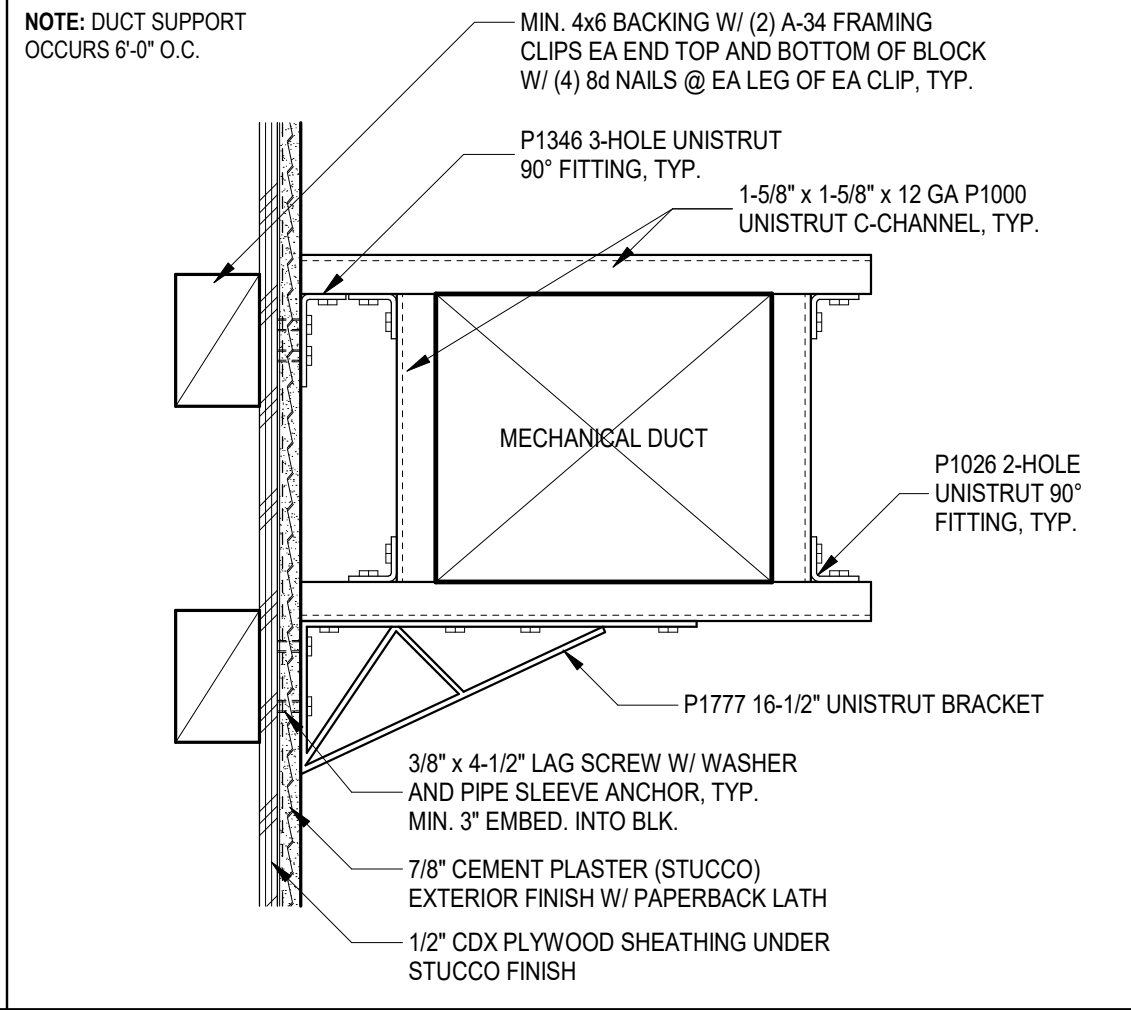 NOTE: DUCT SUPPORT
OCCURS 6'-0" O.C.
MIN. 4x6 BACKING W/ (2) A-34 FRAMING
CLIPS EA END TOP AND BOTTOM OF BLOCK
W/ (4) 8d NAILS @ EA LEG OF EA CLIP, TYP.
P1346 3-HOLE UNISTRUT
90° FITTING, TYP.
1-5/8" x 1-5/8" x 12 GA P1000
UNISTRUT C-CHANNEL, TYP.
MECHANICAL DUCT
P1026 2-HOLE
UNISTRUT 90°
FITTING, TYP.
P1777 16-1/2" UNISTRUT BRACKET
3/8" x 4-1/2" LAG SCREW W/ WASHER
AND PIPE SLEEVE ANCHOR, TYP.
MIN. 3" EMBED. INTO BLK.
7/8" CEMENT PLASTER (STUCCO)
EXTERIOR FINISH W/ PAPERBACK LATH
1/2" CDX PLYWOOD SHEATHING UNDER
STUCCO FINISH